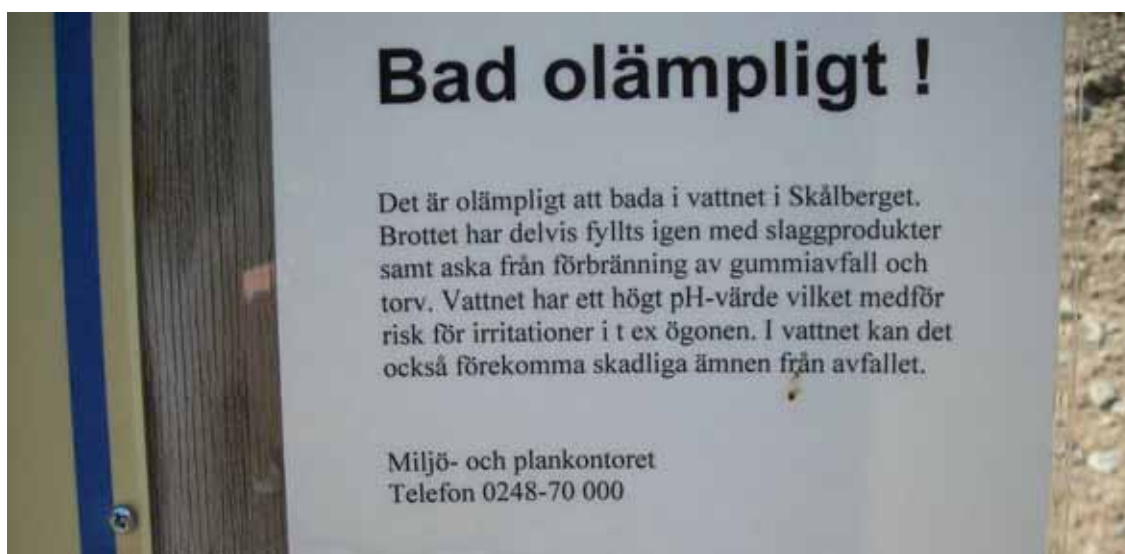 Bad olämpligt !
Det är olämpligt att bada i vattnet i Skålberget.
Brottet har delvis fyllts igen med slaggprodukter
samt aska från förbränning av gummiavfall och
torv. Vattnet har ett högt pH-värde vilket medför
risk för irritationer i t ex ögonen. I vattnet kan det
också förekomma skadliga ämnen från avfallet.
Miljö- och plankontoret
Telefon 0248-70 000